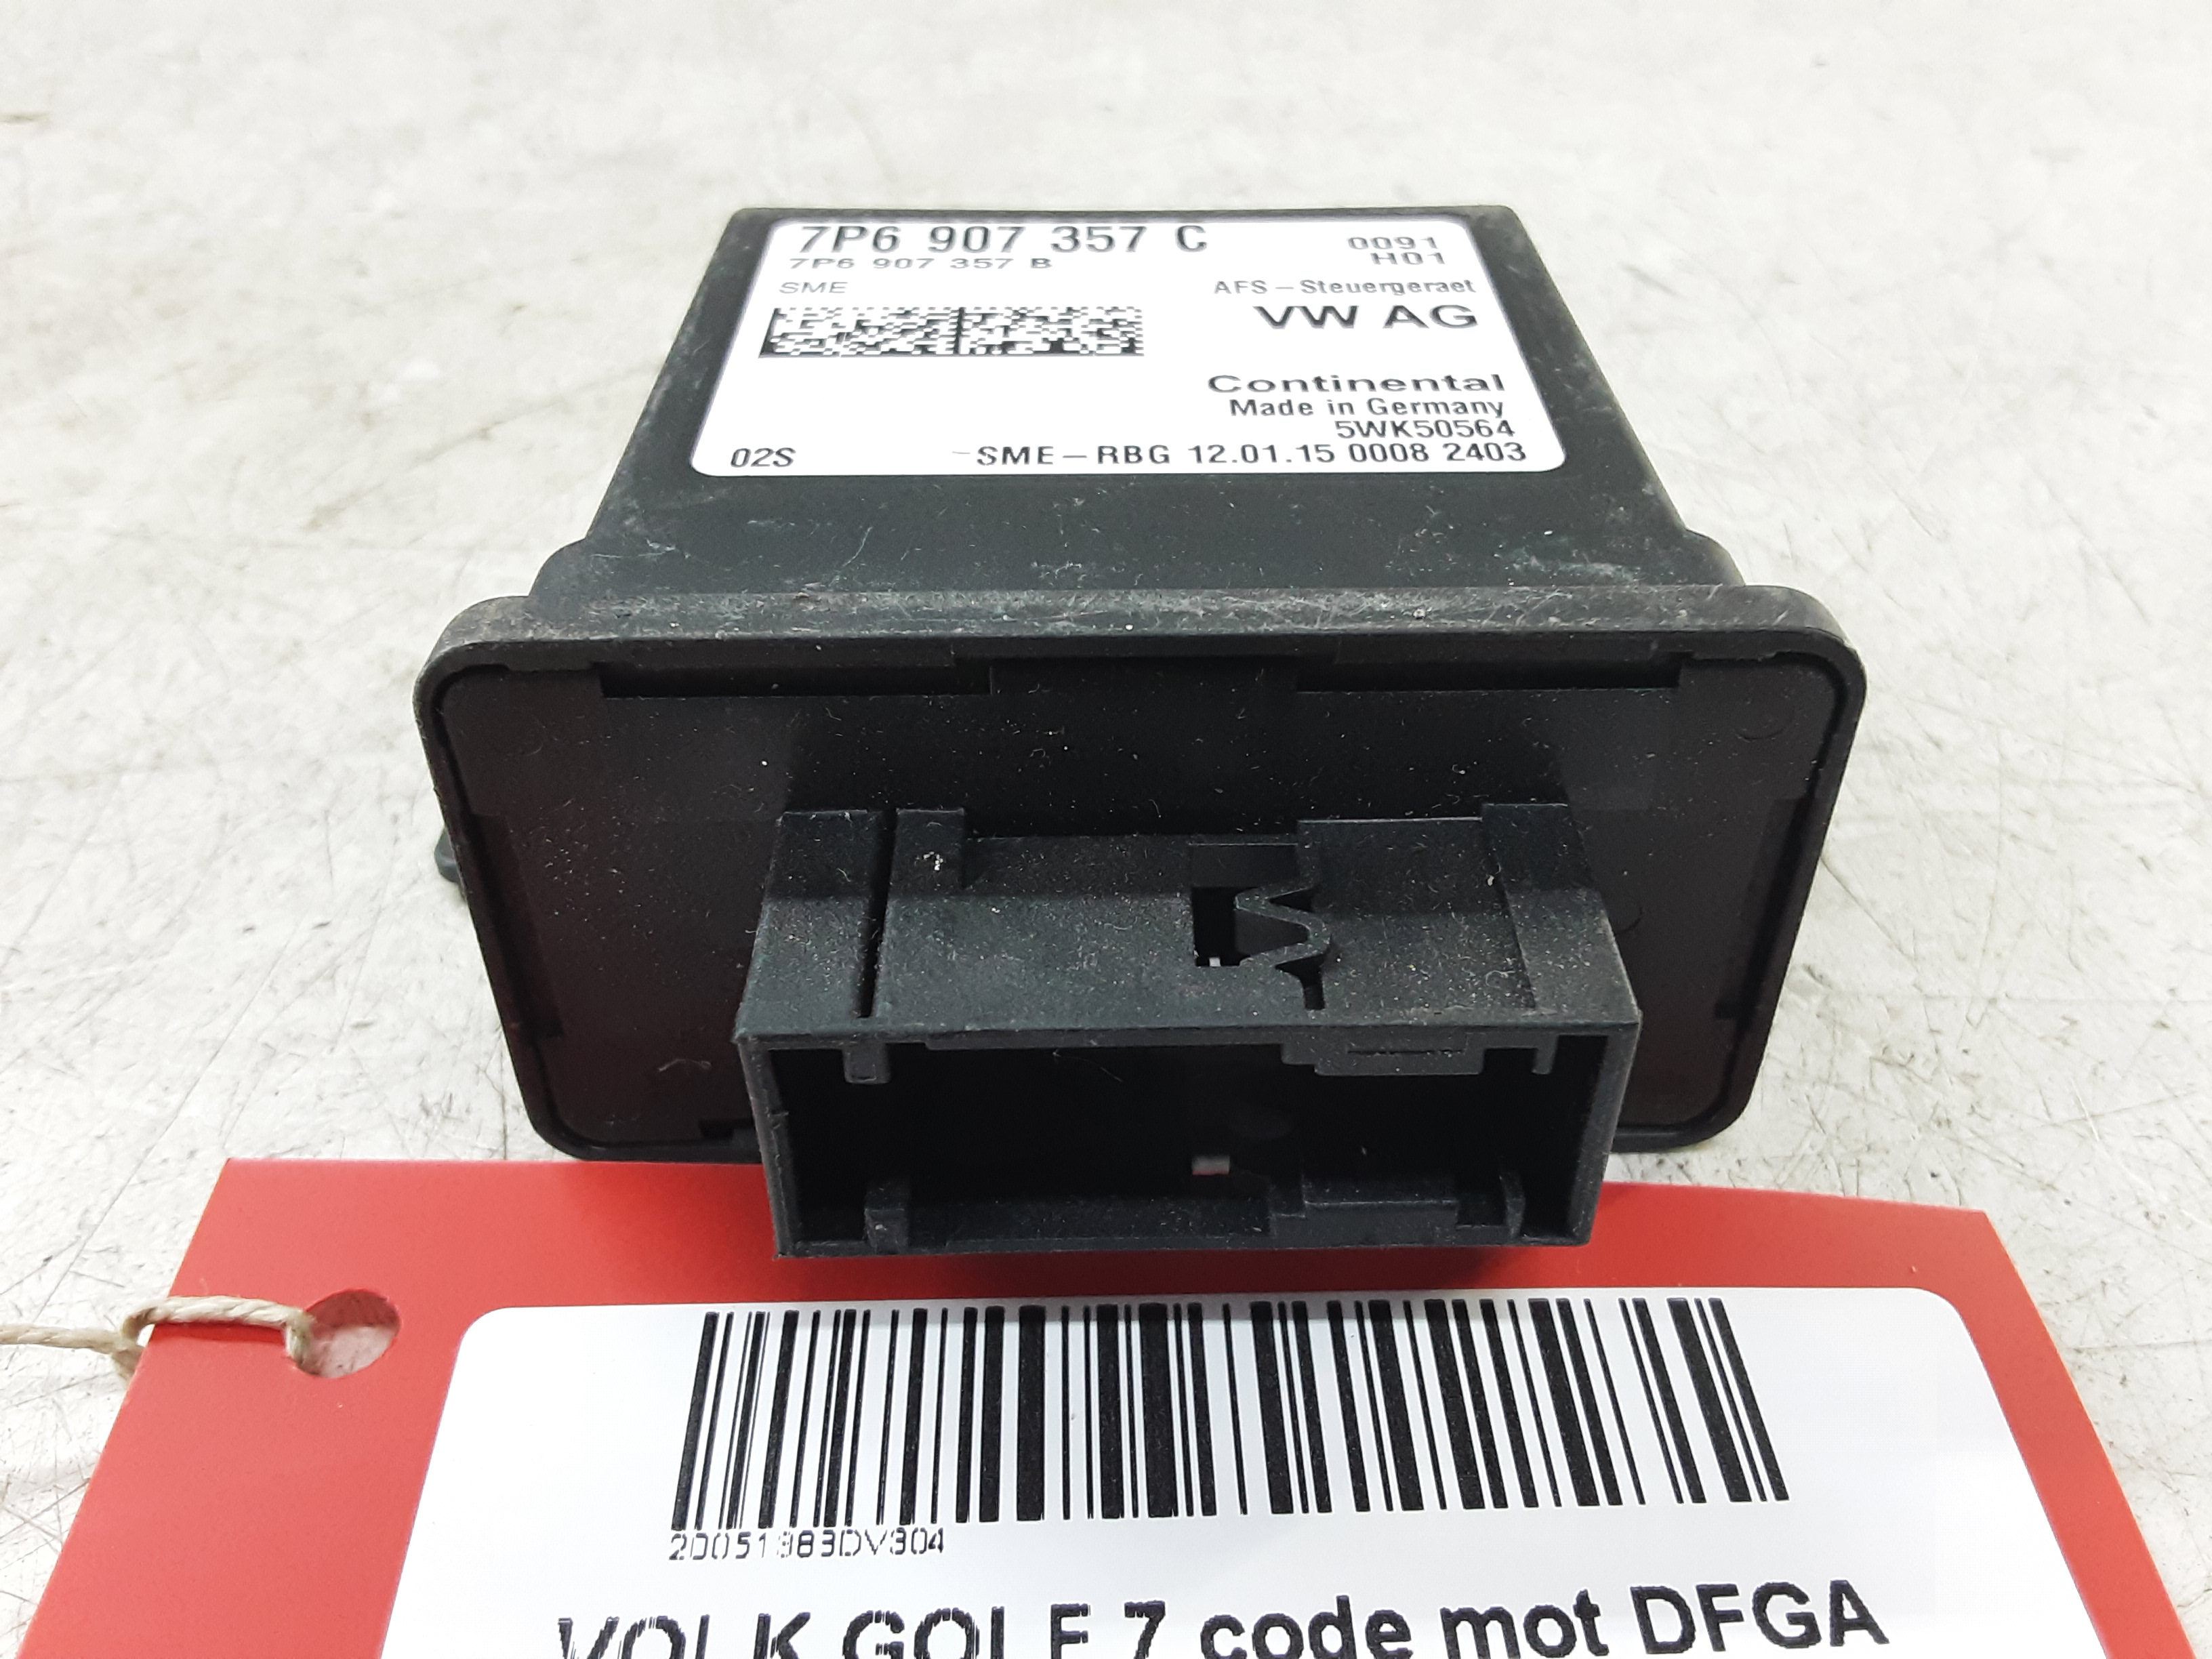 7P6 907 357 C 0091
7P6 907 357 B H01
SME AFS-Steuergeraet
VW AG
Continental
Made in Germany
5WK50564
02S SME-RBG 12.01.15 0008 2403
VOLK GOLF 7 code mot DFGA